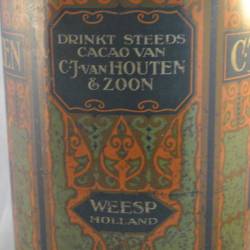 DRINKT STEEDS
CACAO VAN
C·J·VAN HOUTEN
& ZOON
WEESP
HOLLAND